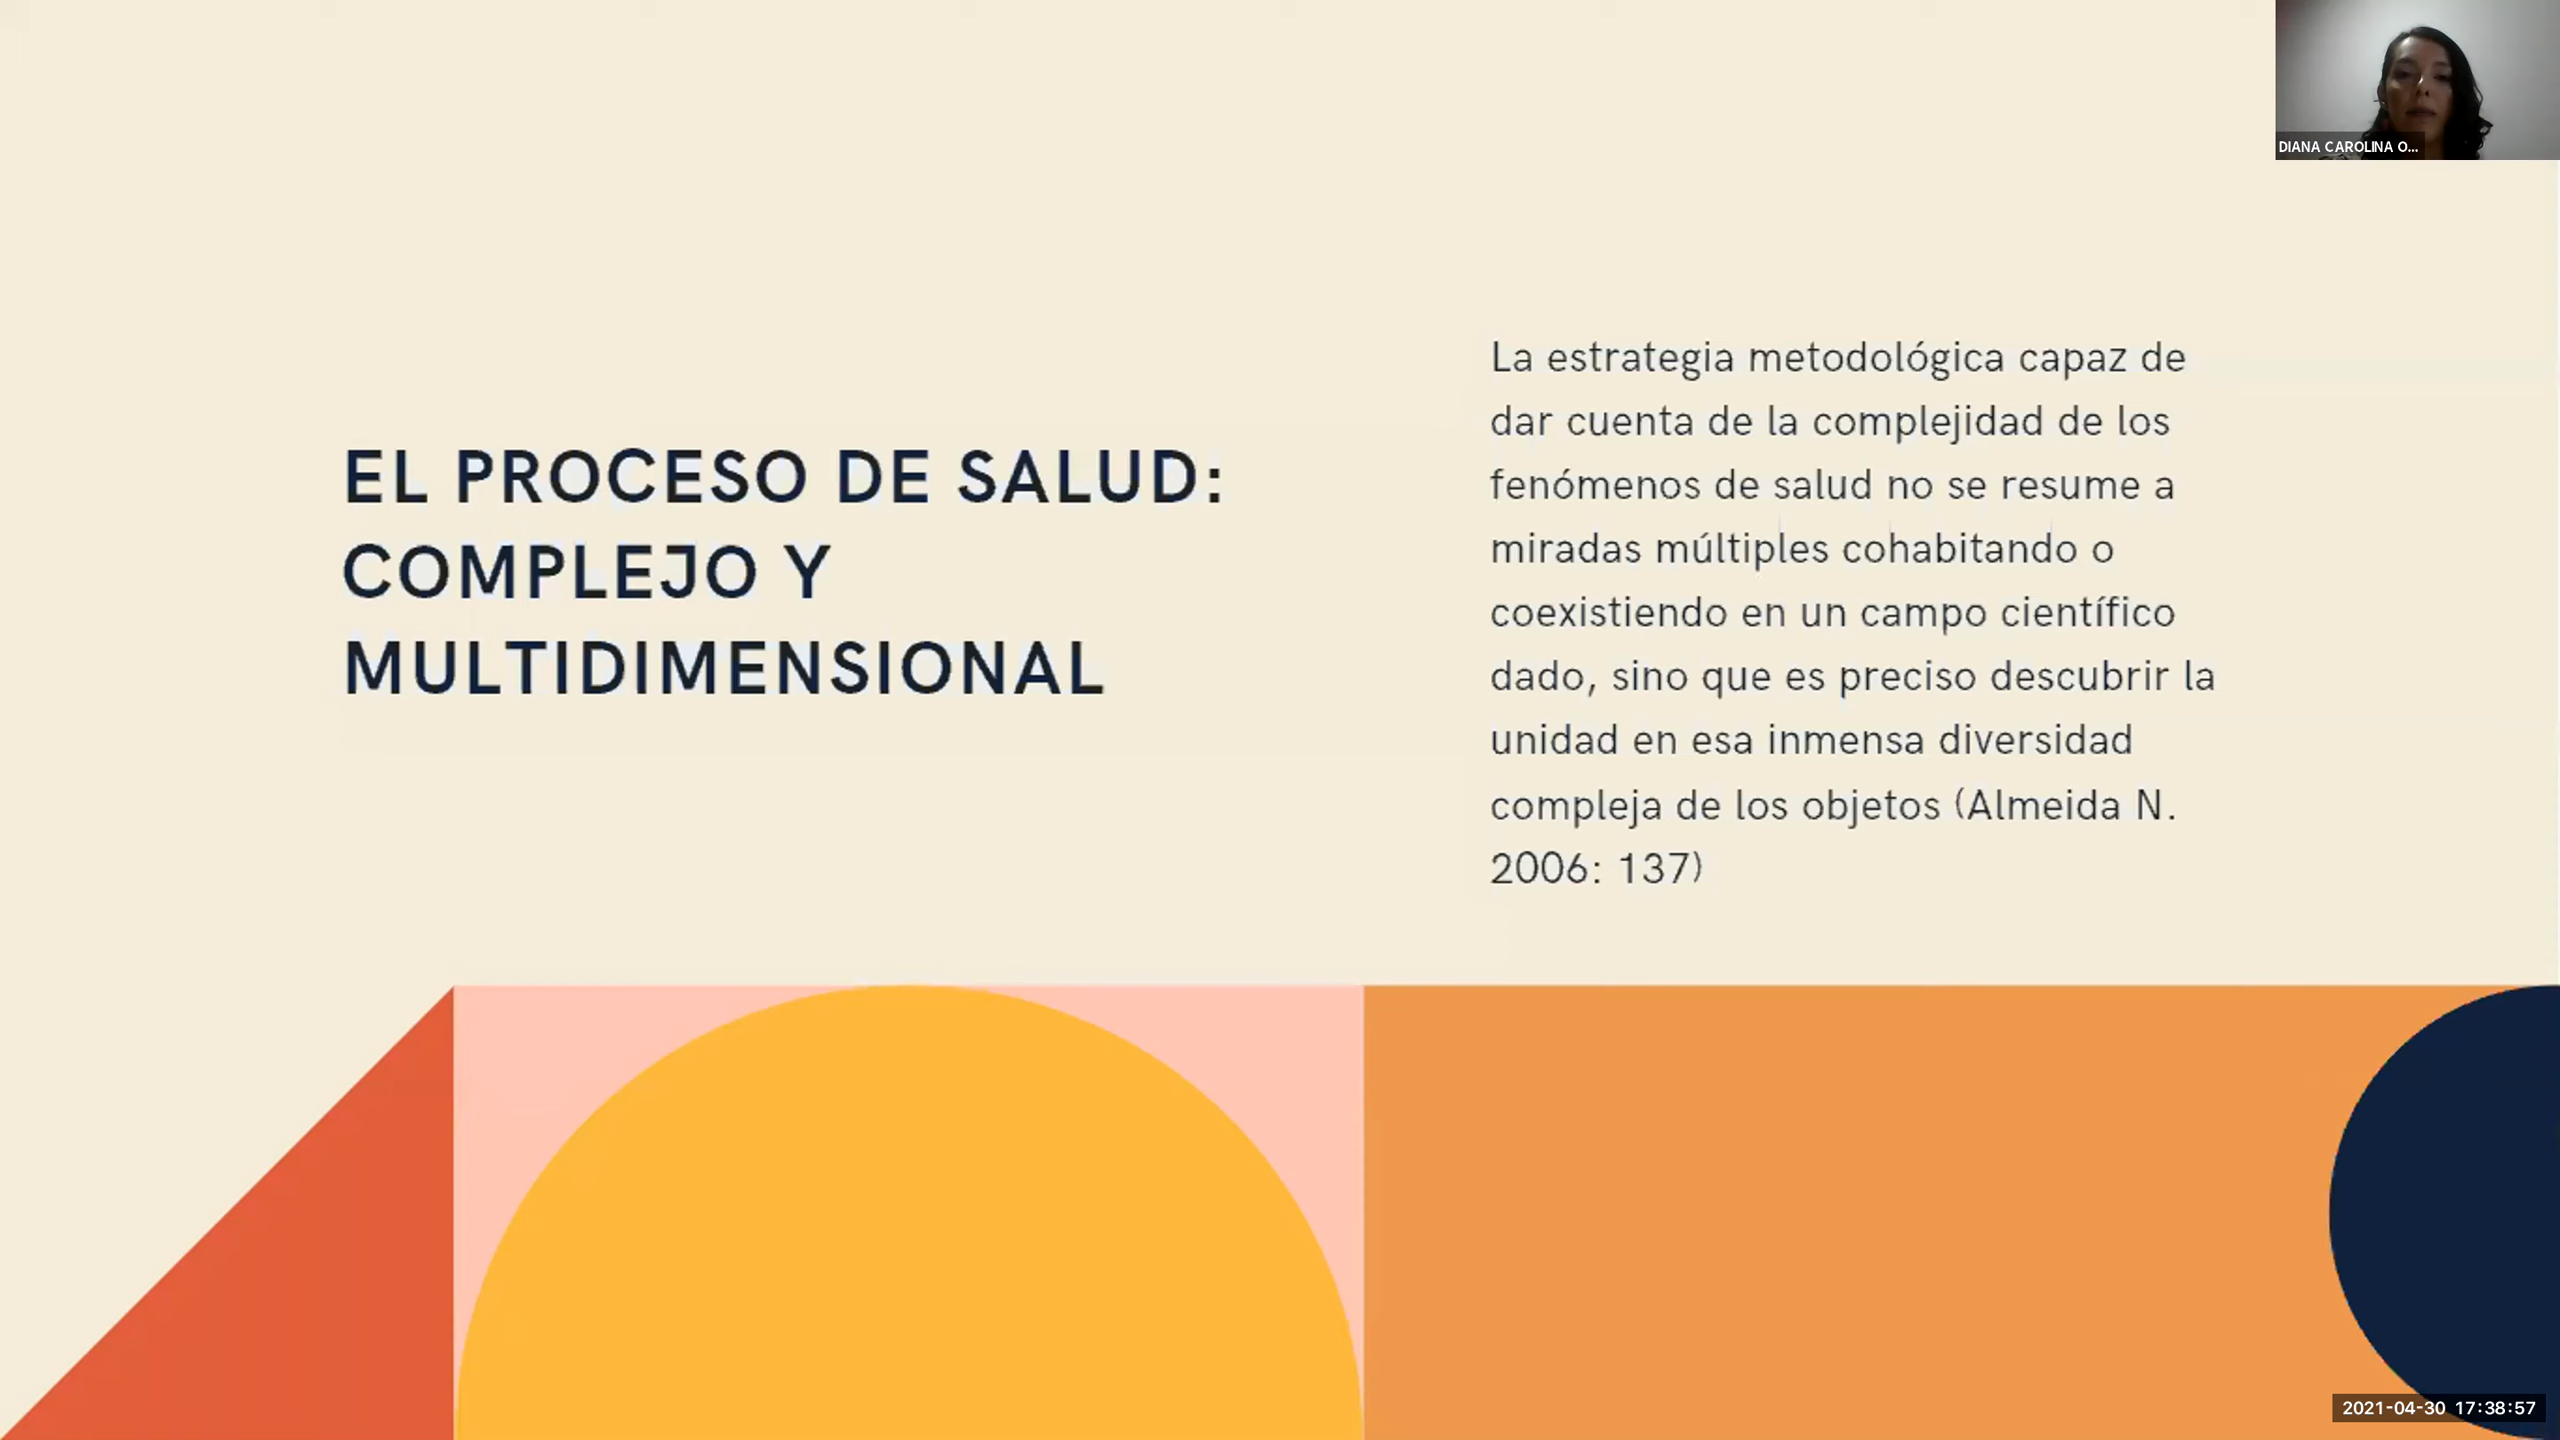 DIANA CAROLINA O...
EL PROCESO DE SALUD:
COMPLEJO Y
MULTIDIMENSIONAL
La estrategia metodológica capaz de
dar cuenta de la complejidad de los
fenómenos de salud no se resume a
miradas múltiples cohabitando o
coexistiendo en un campo científico
dado, sino que es preciso descubrir la
unidad en esa inmensa diversidad
compleja de los objetos (Almeida N.
2006: 137)
2021-04-30 17:38:57